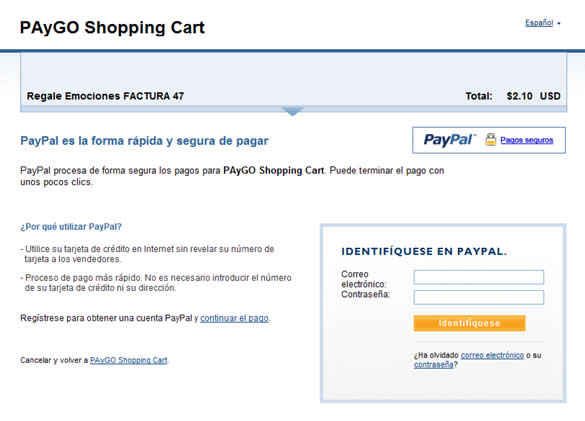 PAyGO Shopping Cart
Español
Regale Emociones FACTURA 47 Total: $2.10 USD
PayPal es la forma rápida y segura de pagar
PayPal Pagos seguros
PayPal procesa de forma segura los pagos para PAyGO Shopping Cart. Puede terminar el pago con
unos pocos clics.
¿Por qué utilizar PayPal?
- Utilice su tarjeta de crédito en Internet sin revelar su número de
tarjeta a los vendedores.
- Proceso de pago más rápido. No es necesario introducir el número
de su tarjeta de crédito ni su dirección.
Regístrese para obtener una cuenta PayPal y continuar el pago.
Cancelar y volver a PAyGO Shopping Cart.
IDENTIFÍQUESE EN PAYPAL.
Correo
electrónico:
Contraseña:
Identifíquese
¿Ha olvidado correo electrónico o su
contraseña?